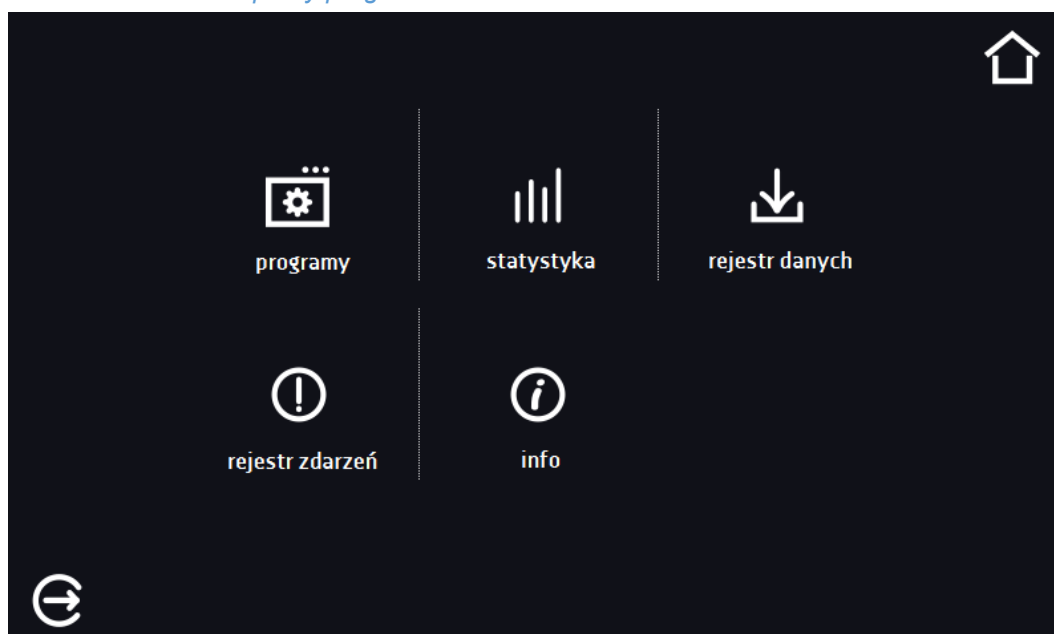 programy
statystyka
rejestr danych
rejestr zdarzeń
info